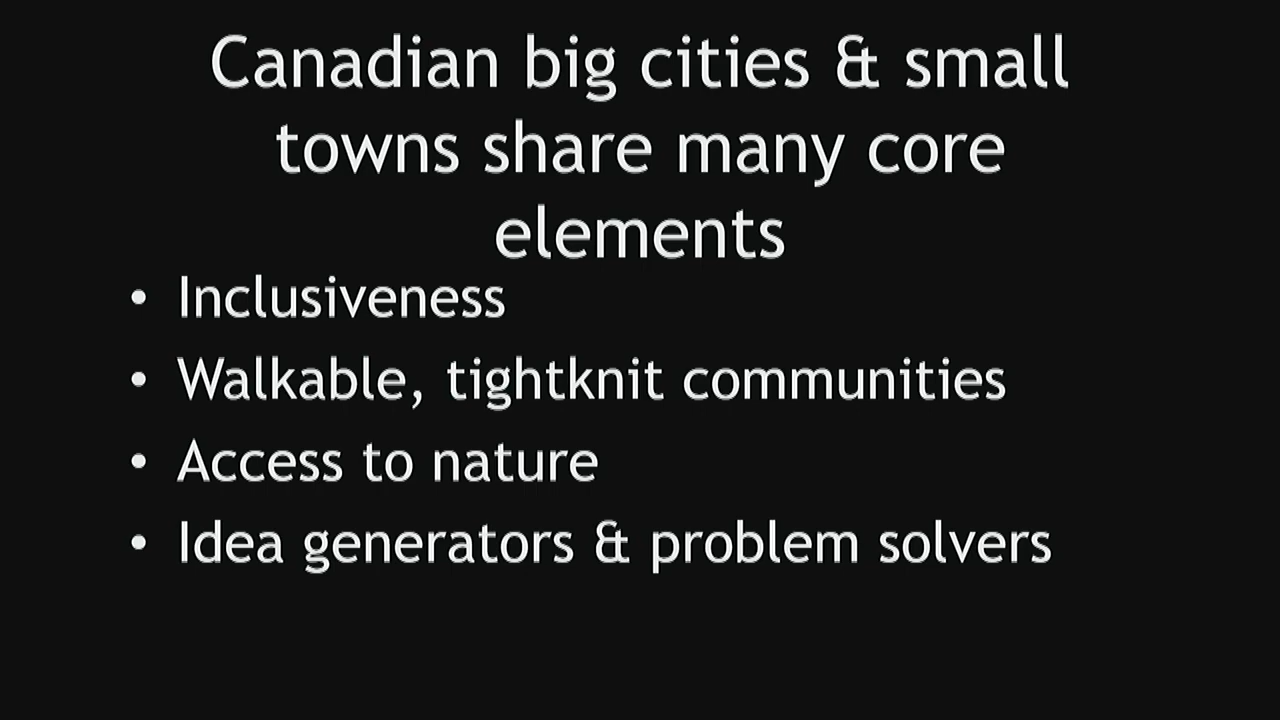 Canadian big cities & small
towns share many core
elements
• Inclusiveness
• Walkable, tightknit communities
• Access to nature
• Idea generators & problem solvers